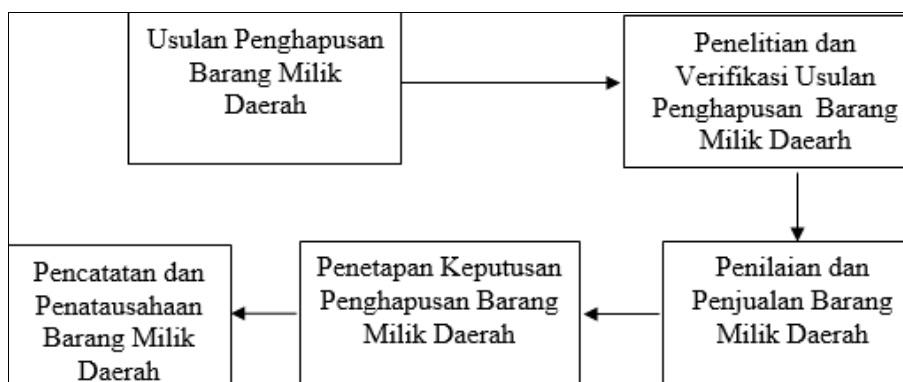 Usulan Penghapusan
Barang Milik
Daerah
Penelitian dan
Verifikasi Usulan
Penghapusan Barang
Milik Daearh
Penilaian dan
Penjualan Barang
Milik Daerah
Penetapan Keputusan
Penghapusan Barang
Milik Daerah
Pencatatan dan
Penatausahaan
Barang Milik
Daerah